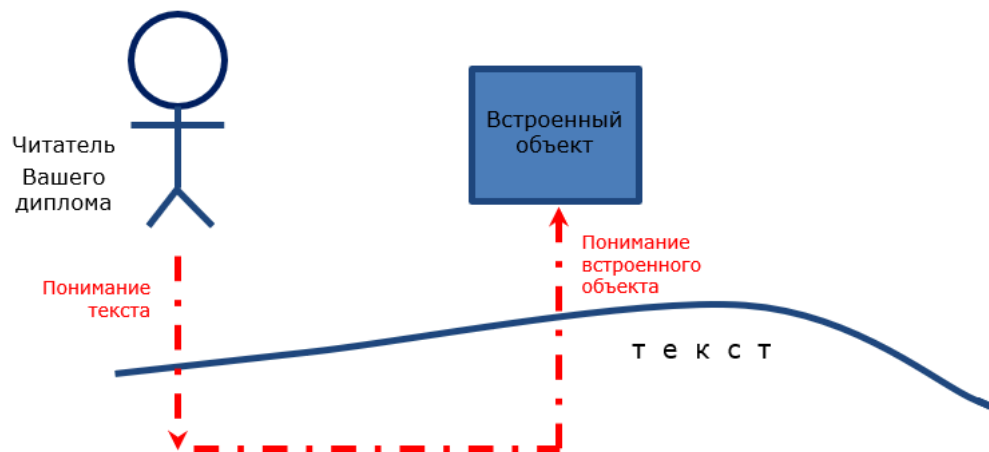 Читатель
Вашего
диплома
Встроенный
объект
Понимание
текста
Понимание
встроенного
объекта
т е к с т